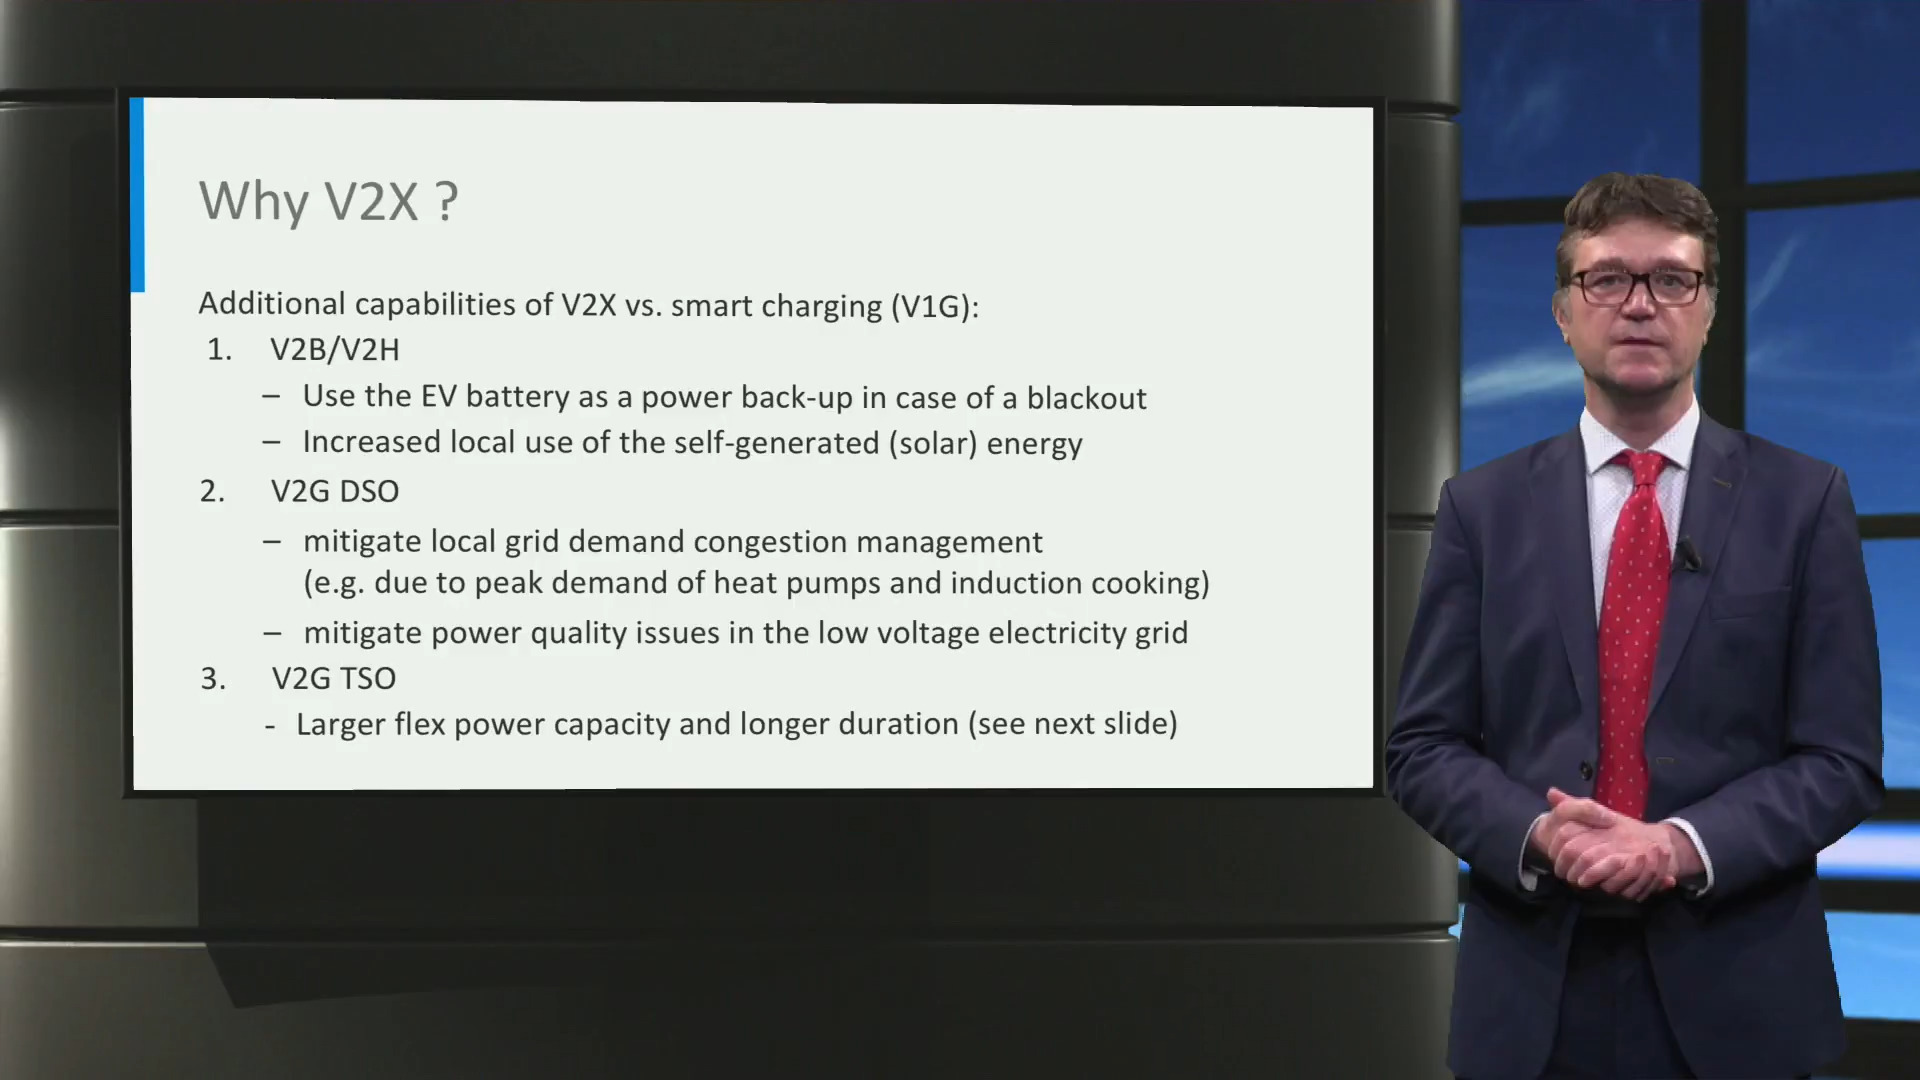 Why V2X ?
Additional capabilities of V2X vs. smart charging (V1G):
1. V2B/V2H
– Use the EV battery as a power back-up in case of a blackout
– Increased local use of the self-generated (solar) energy
2. V2G DSO
– mitigate local grid demand congestion management
(e.g. due to peak demand of heat pumps and induction cooking)
– mitigate power quality issues in the low voltage electricity grid
3. V2G TSO
- Larger flex power capacity and longer duration (see next slide)